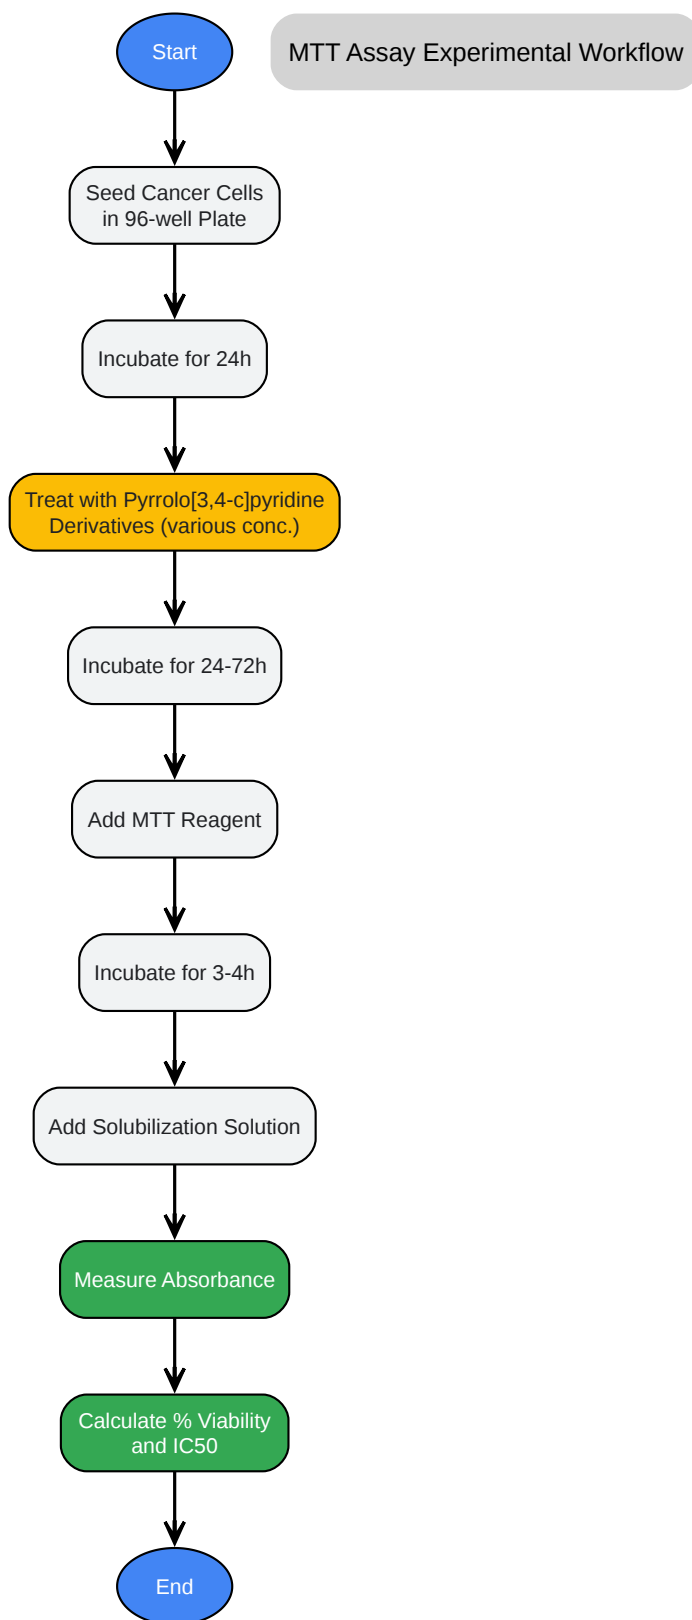 Start
MTT Assay Experimental Workflow
Seed Cancer Cells
in 96-well Plate
Incubate for 24h
Treat with Pyrrolo[3,4-c]pyridine
Derivatives (various conc.)
Incubate for 24-72h
Add MTT Reagent
Incubate for 3-4h
Add Solubilization Solution
Measure Absorbance
Calculate % Viability
and IC50
End